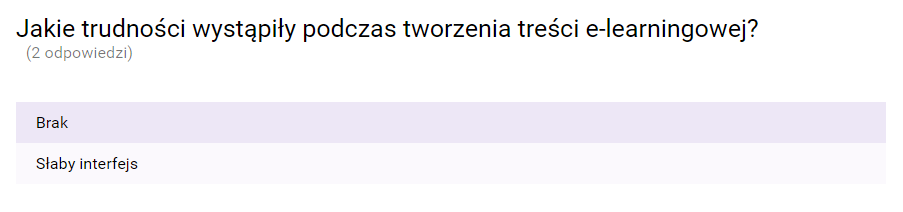 Jakie trudności wystąpiły podczas tworzenia treści e-learningowej?
(2 odpowiedzi)
Brak
Słaby interfejs